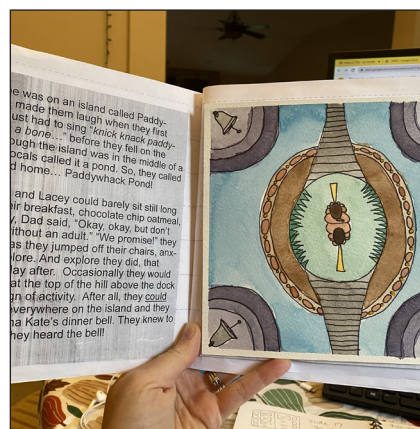 e was on an island called Paddy-
made them laugh when they first
ust had to sing "knick knack paddy-
a bone…" before they fell on the
ough the island was in the middle of a
ocals called it a pond. So, they called
d home… Paddywhack Pond!
and Lacey could barely sit still long
eir breakfast, chocolate chip oatmeal,
y, Dad said, "Okay, okay, but don't
ithout an adult." "We promise!" they
as they jumped off their chairs, anx-
lore. And explore they did, that
ay after. Occasionally they would
at the top of the hill above the dock
gn of activity. After all, they could
everywhere on the island and they
na Kate's dinner bell. They knew to
hey heard the bell!